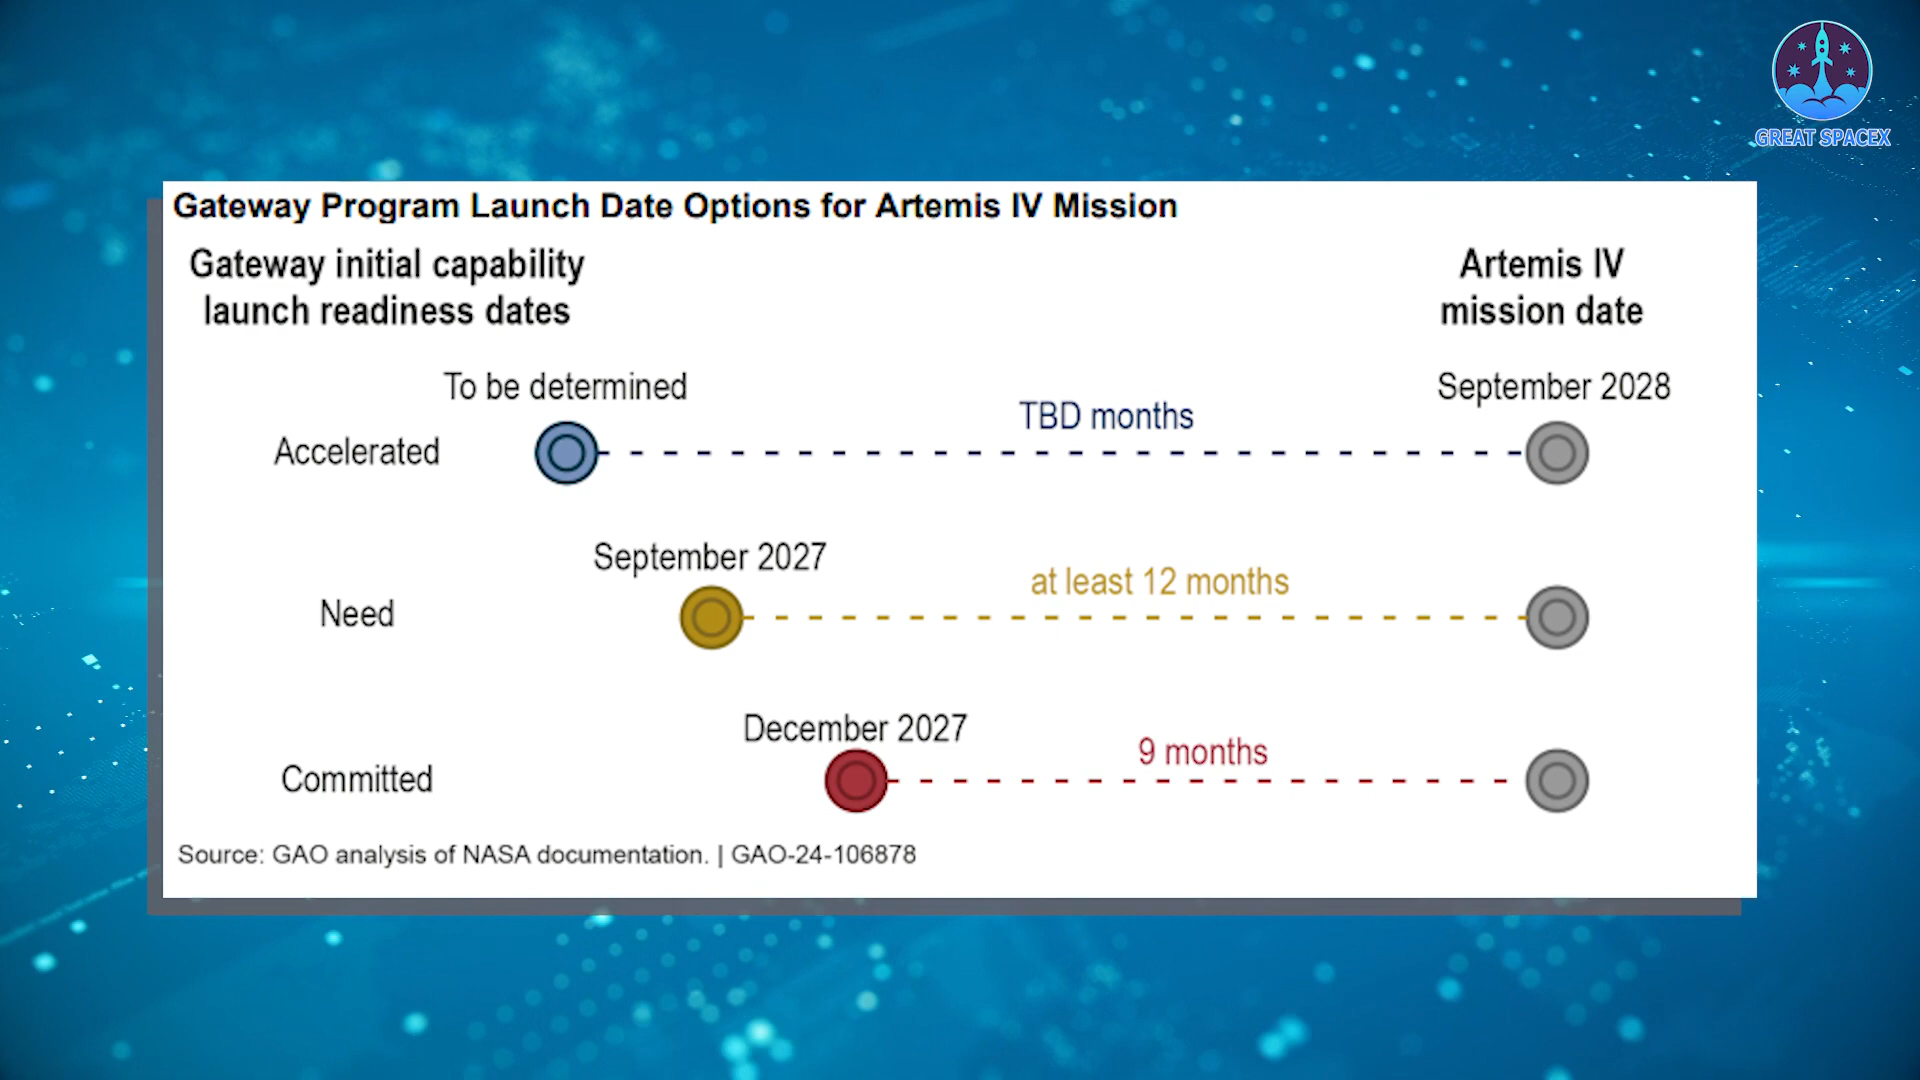 GREAT SPACEX
Gateway Program Launch Date Options for Artemis IV Mission
Gateway initial capability
launch readiness dates
Artemis IV
mission date
To be determined
September 2028
TBD months
Accelerated
September 2027
at least 12 months
Need
December 2027
9 months
Committed
Source: GAO analysis of NASA documentation. | GAO-24-106878